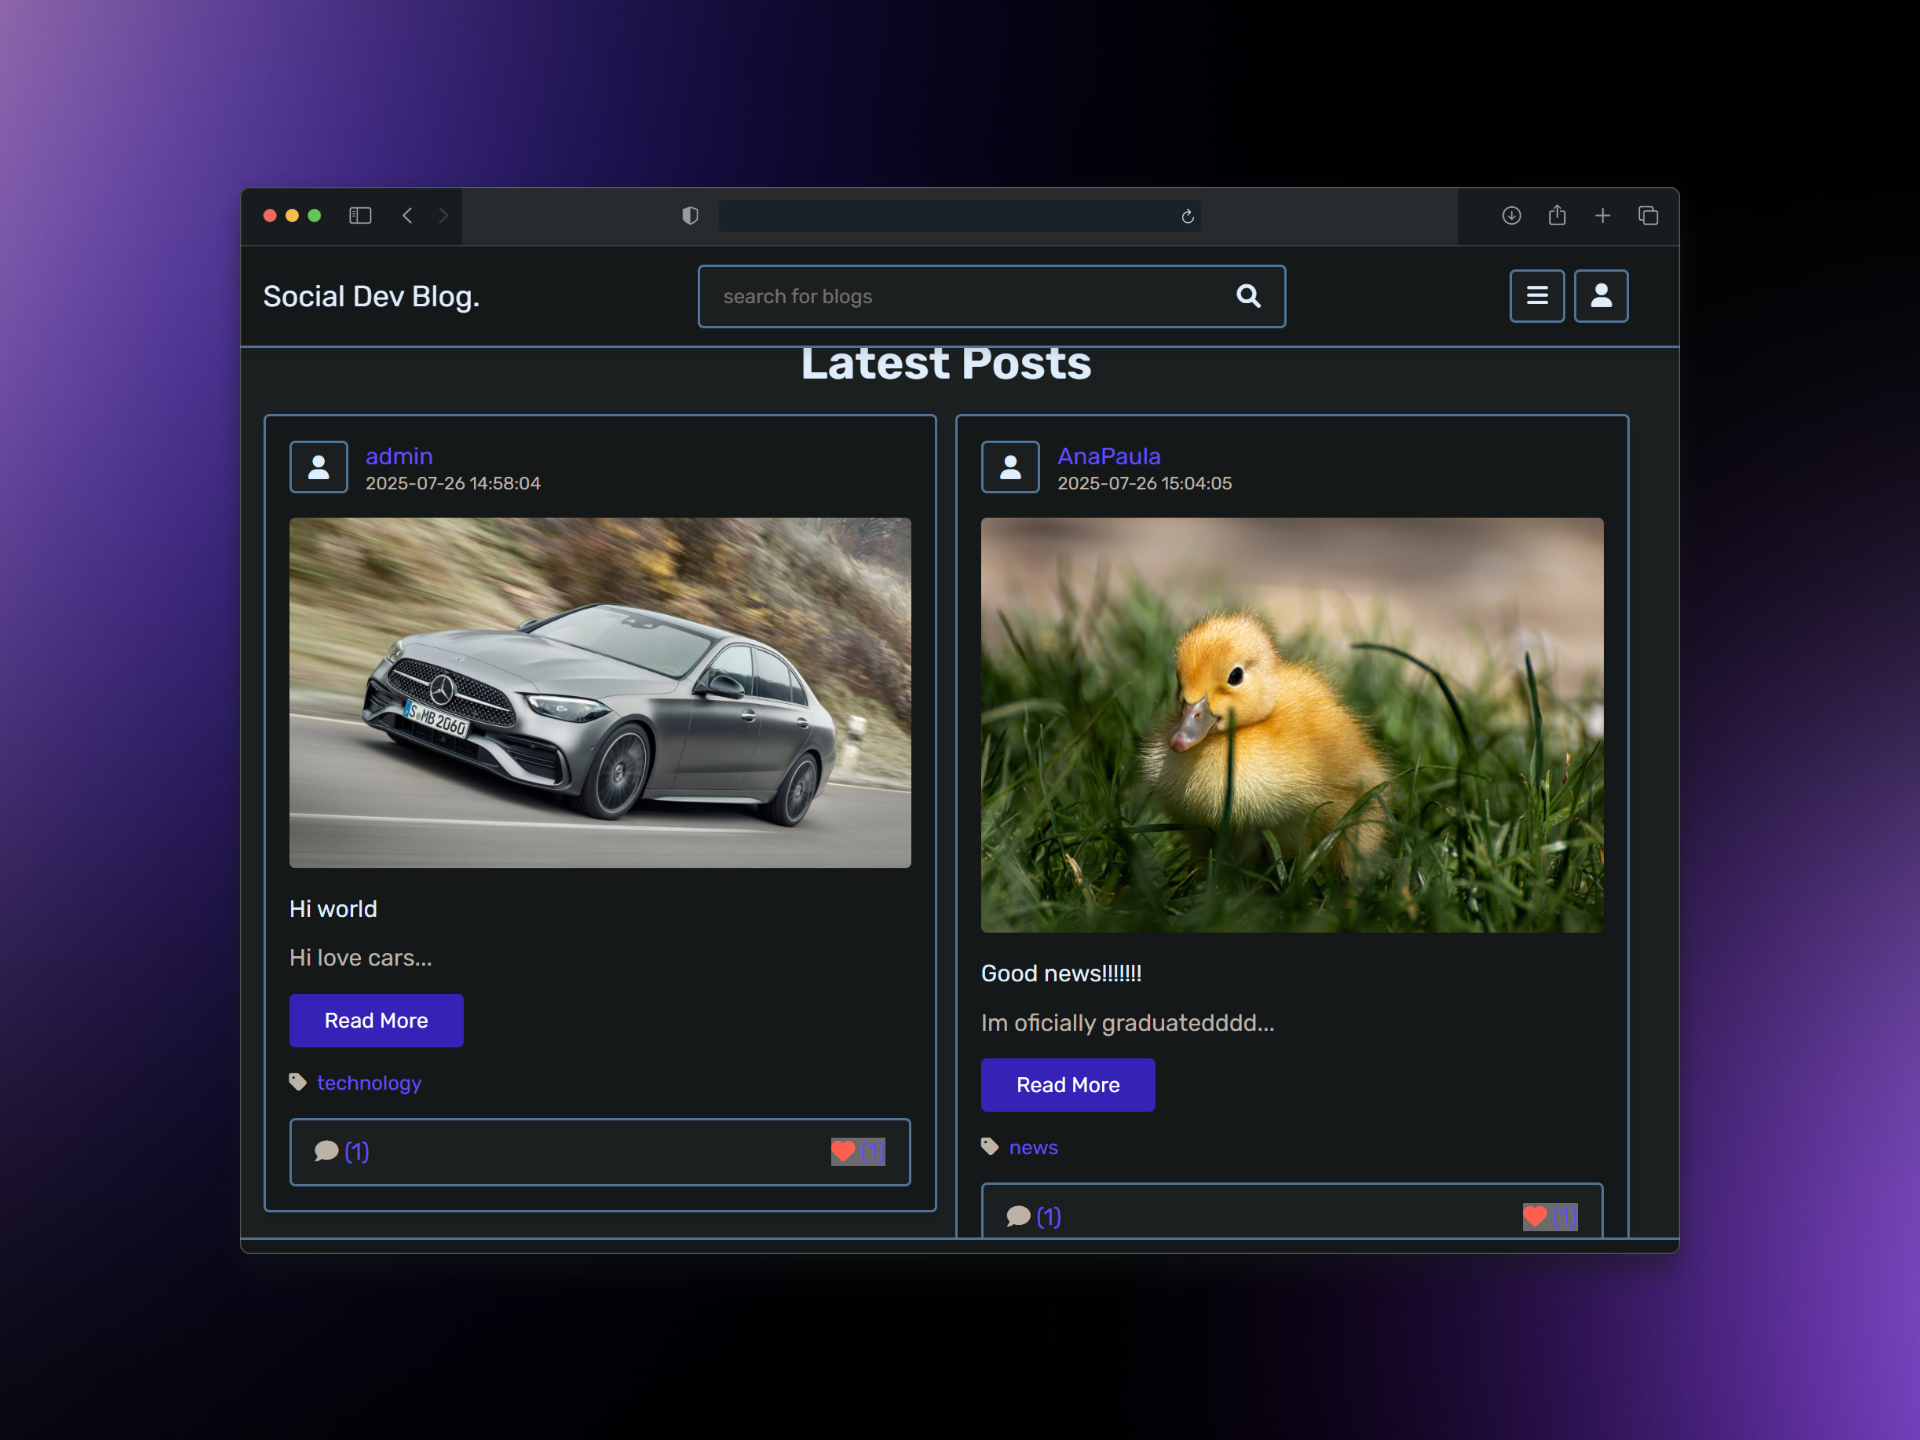 Social Dev Blog.
search for blogs
Latest Posts
admin
2025-07-26 14:58:04
S MB 2060
Hi world
Hi love cars...
Read More
technology
(1)
(1)
AnaPaula
2025-07-26 15:04:05
Good news!!!!!!!
Im oficially graduatedddd...
Read More
news
(1)
(1)